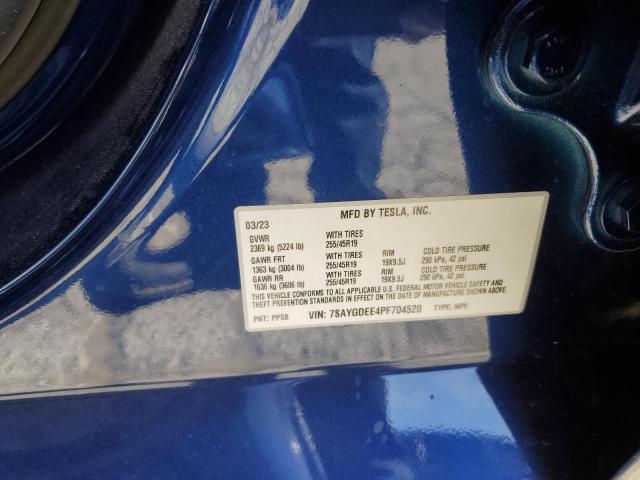 MFD BY TESLA, INC.
03/23
GVWR WITH TIRES
2369 kg (5224 lb) 255/45R19
GAWR FRT WITH TIRES RIM COLD TIRE PRESSURE
1363 kg (3004 lb) 255/45R19 19X9.5J 290 kPa, 42 psi
GAWR RR WITH TIRES RIM COLD TIRE PRESSURE
1636 kg (3606 lb) 255/45R19 19X9.5J 290 kPa, 42 psi
THIS VEHICLE CONFORMS TO ALL APPLICABLE U.S. FEDERAL MOTOR VEHICLE SAFETY AND
THEFT PREVENTION STANDARDS IN EFFECT ON THE DATE OF MANUFACTURE SHOWN ABOVE.
PNT: PPSB VIN: 7SAYGDEE4PF704520 TYPE: MPV